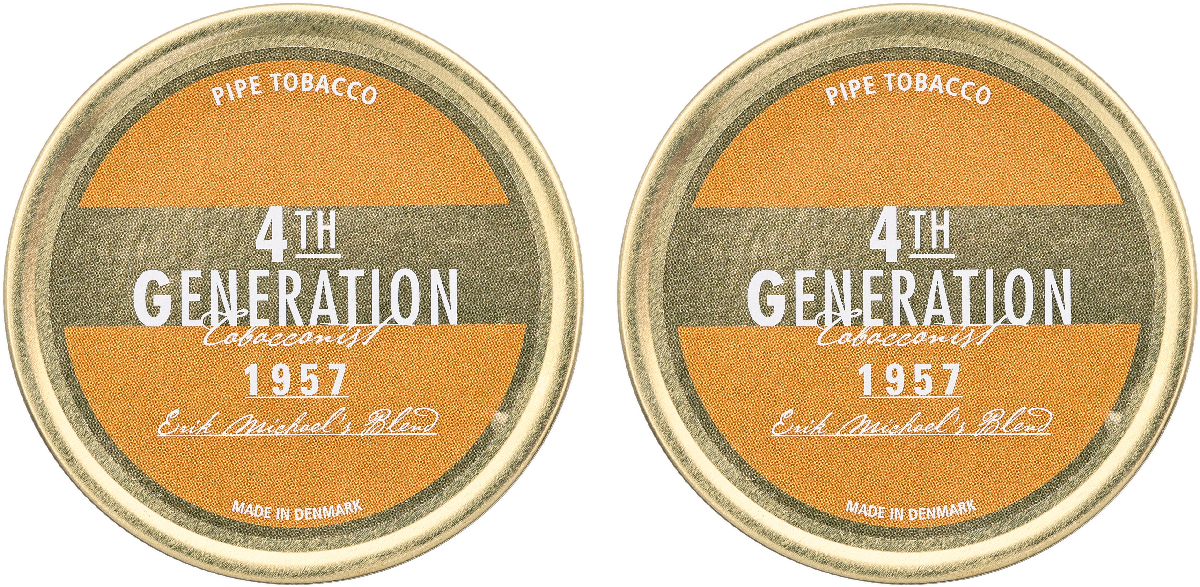 PIPE TOBACCO
4TH
GENERATION
Tobacconist
1957
Erik Michael's Blend
MADE IN DENMARK
PIPE TOBACCO
4TH
GENERATION
Tobacconist
1957
Erik Michael's Blend
MADE IN DENMARK